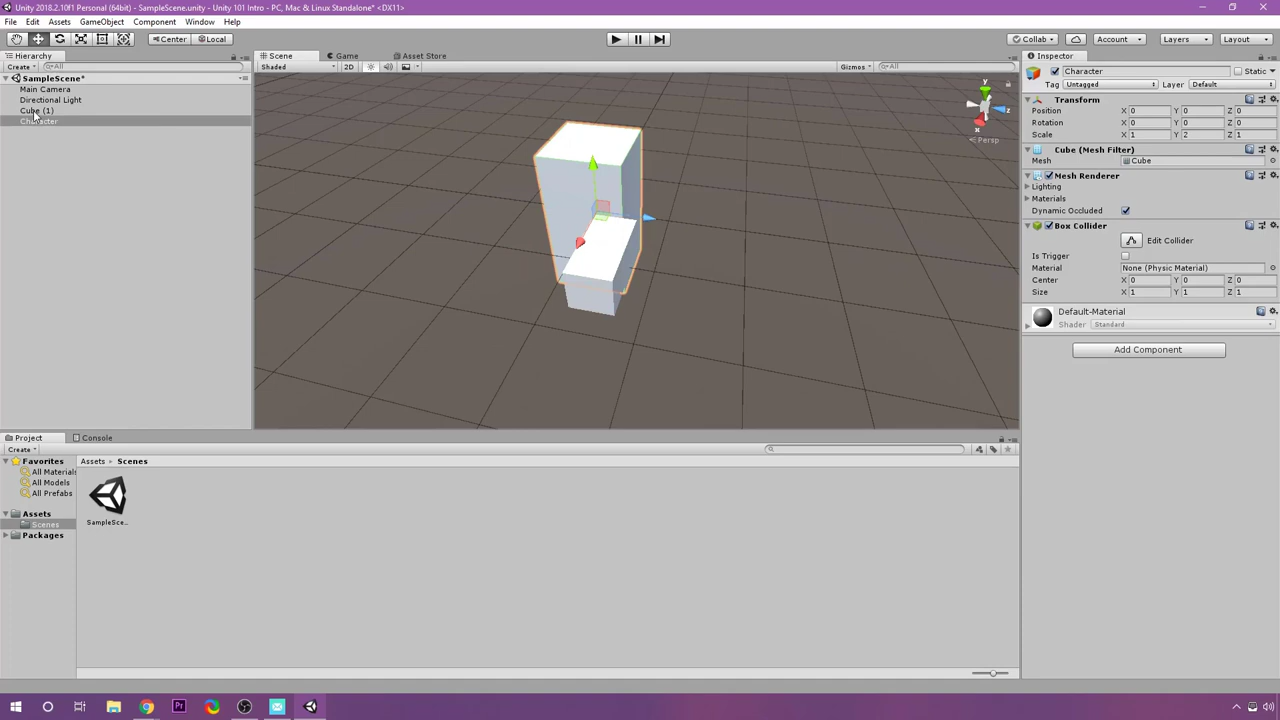 Unity 2018.2.10f1 Personal (64bit) - SampleScene.unity - Unity 101 Intro - PC, Mac & Linux Standalone* <DX11>
File Edit Assets GameObject Component Window Help
Center Local Collab Account Layers Layout
Hierarchy
Create All
SampleScene*
Main Camera
Directional Light
Cube (1)
Character
Scene Game Asset Store
Shaded 2D Gizmos All
y
z
x
Persp
Inspector
Character Static
Tag Untagged Layer Default
Transform
Position X 0 Y 0 Z 0
Rotation X 0 Y 0 Z 0
Scale X 1 Y 2 Z 1
Cube (Mesh Filter)
Mesh Cube
Mesh Renderer
Lighting
Materials
Dynamic Occluded
Box Collider
Edit Collider
Is Trigger
Material None (Physic Material)
Center X 0 Y 0 Z 0
Size X 1 Y 1 Z 1
Default-Material
Shader Standard
Add Component
Project Console
Create
Favorites
All Materials
All Models
All Prefabs
Assets
Scenes
Packages
Assets Scenes
SampleSce...
Pr